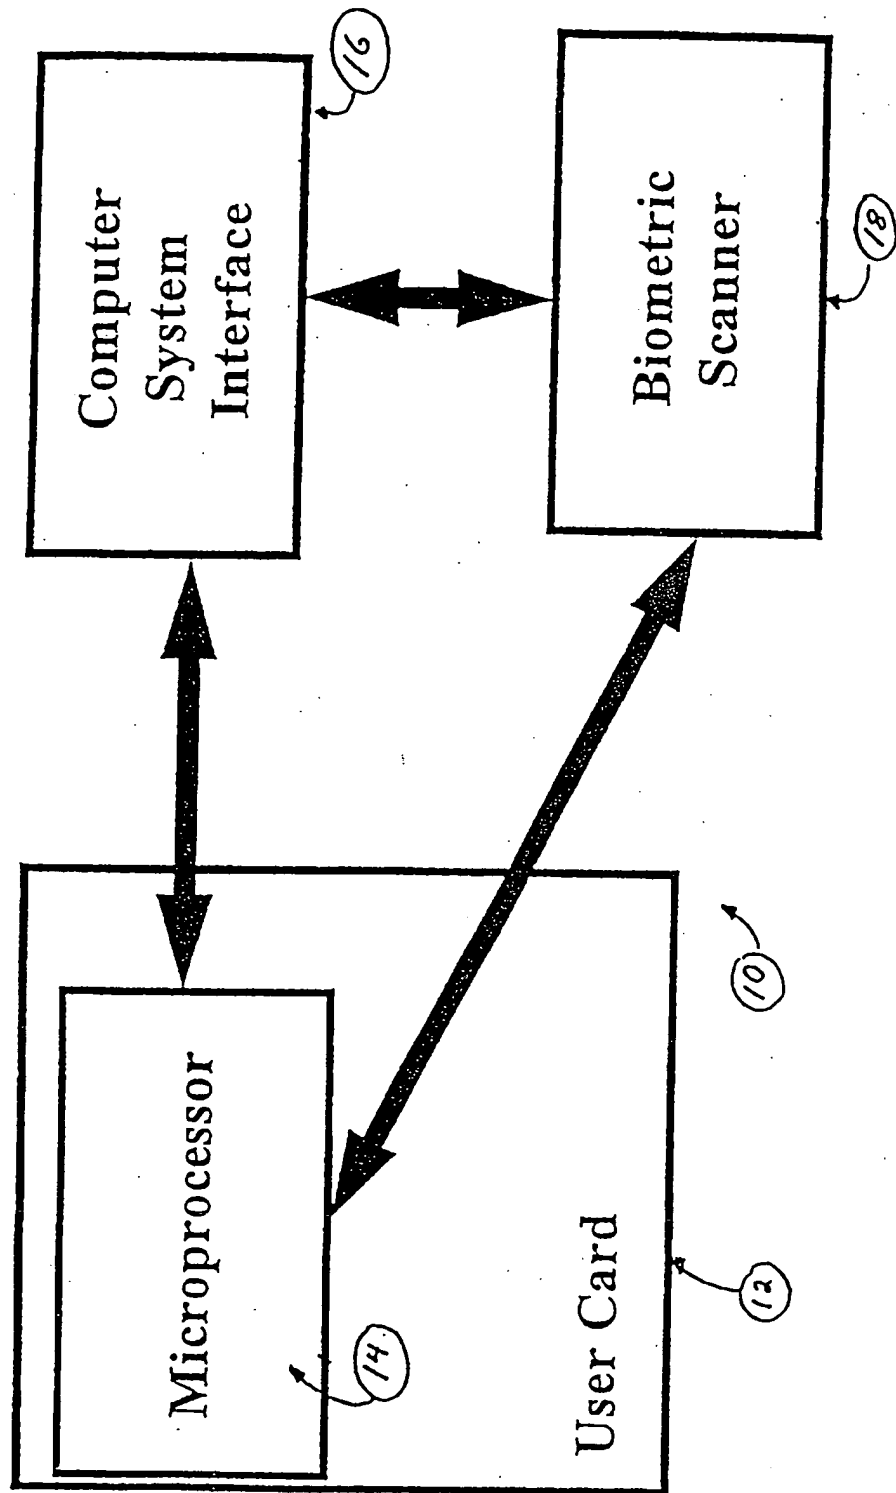 Microprocessor
14
User Card
12
10
Computer
System
Interface
16
Biometric
Scanner
18